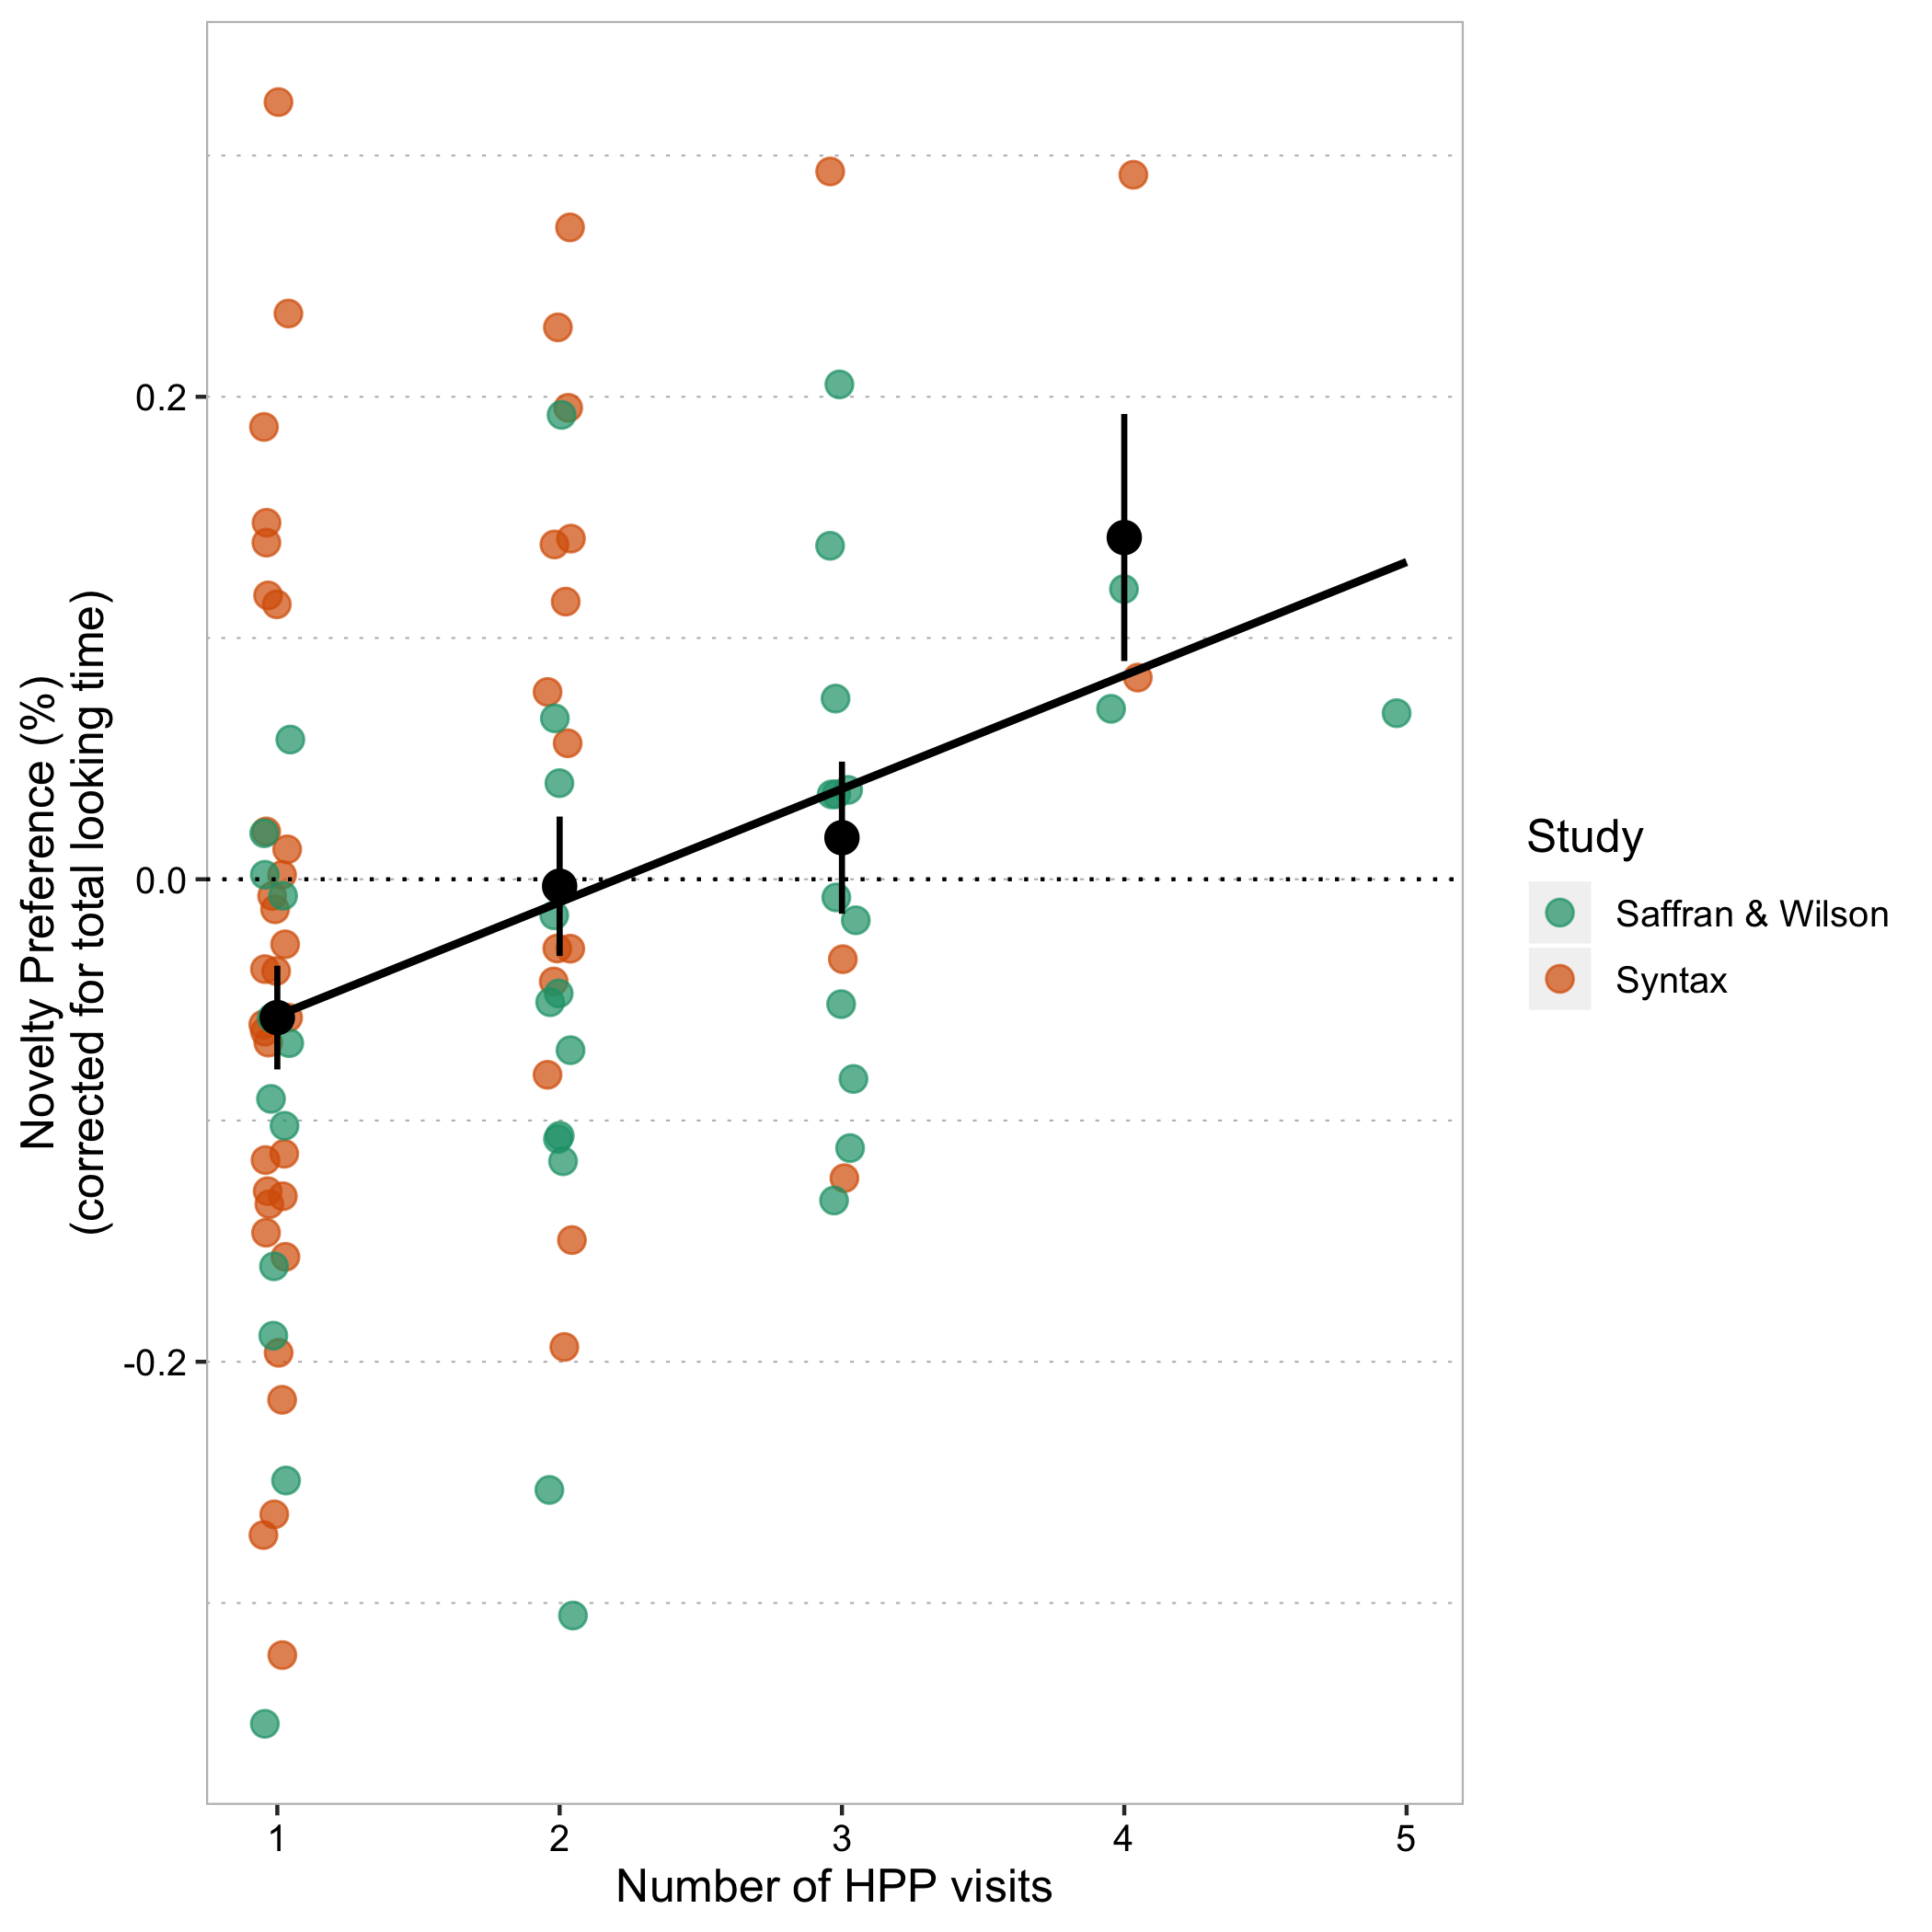 Novelty Preference (%)
(corrected for total looking time)
0.2
0.0
-0.2
1 2 3 4 5
Number of HPP visits
Study
Saffran & Wilson
Syntax